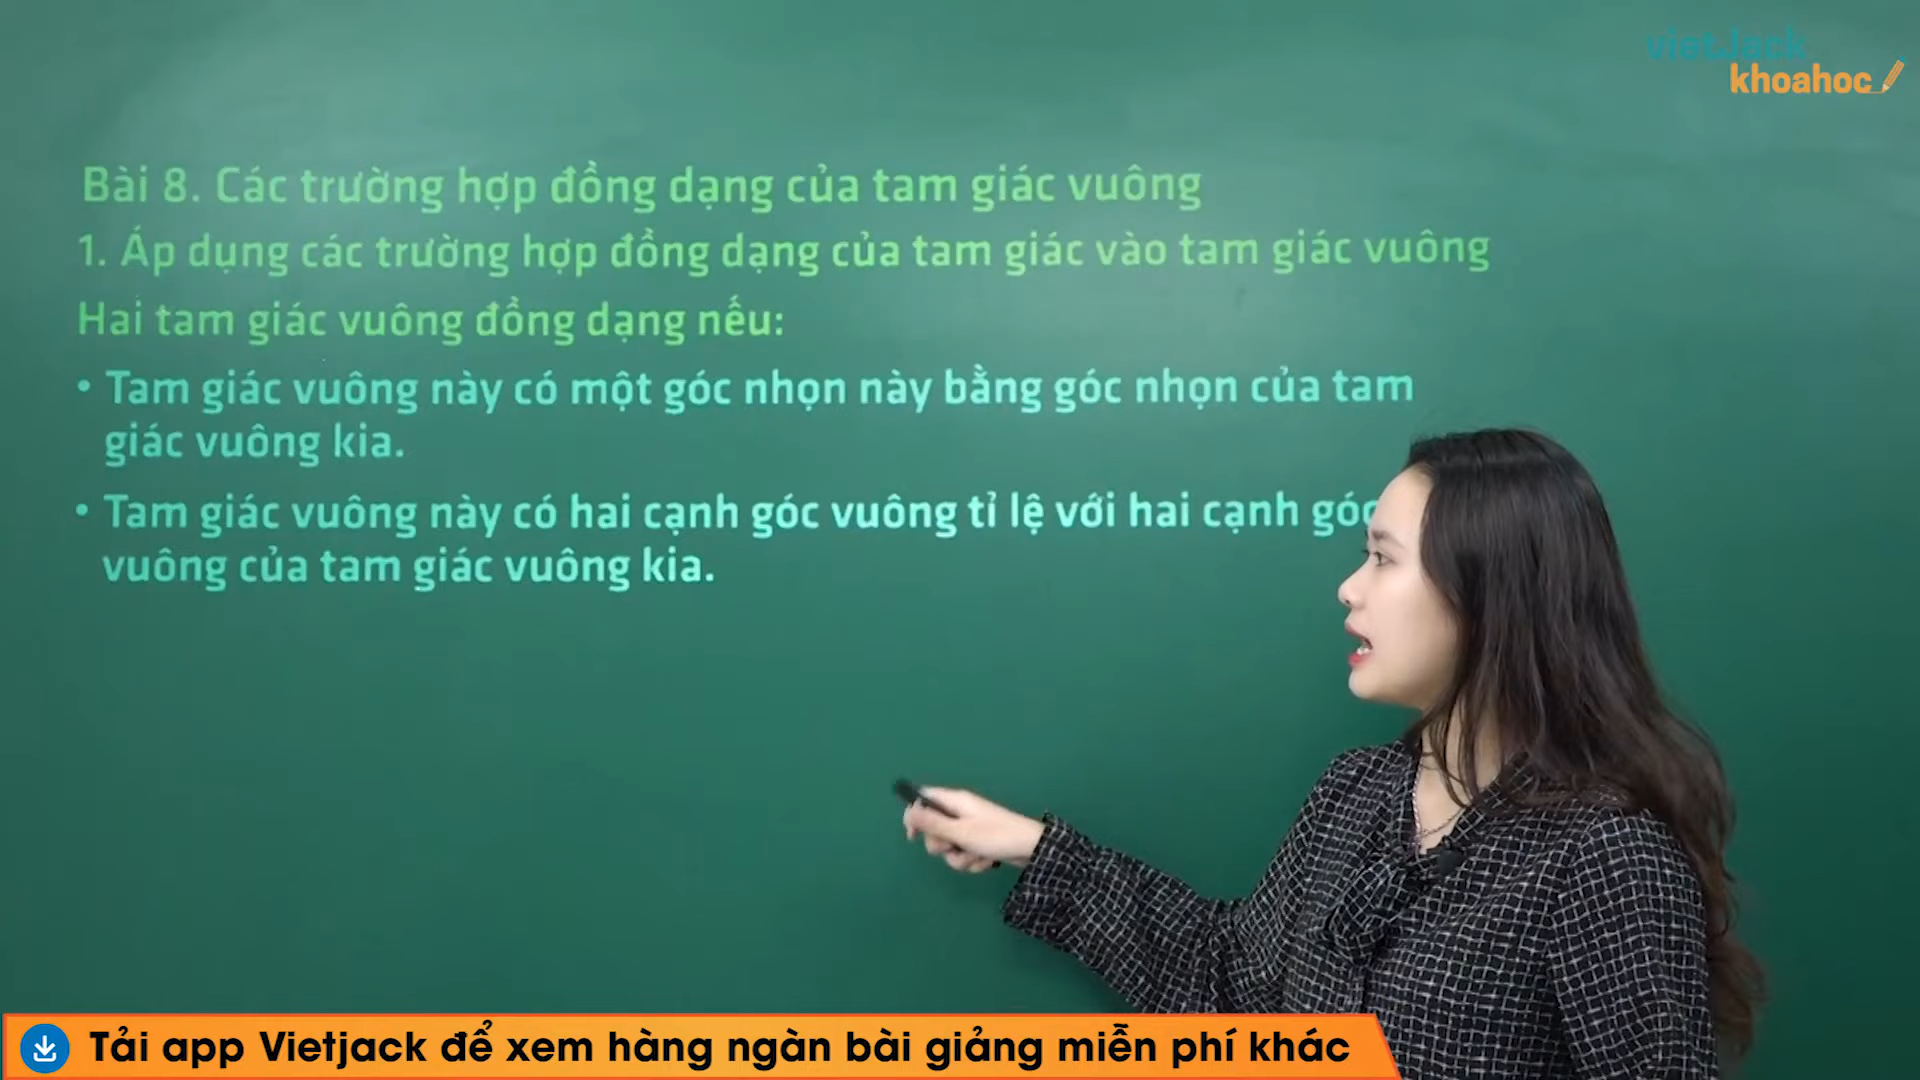 vietJack
khoahoc
Bài 8. Các trường hợp đồng dạng của tam giác vuông
1. Áp dụng các trường hợp đồng dạng của tam giác vào tam giác vuông
Hai tam giác vuông đồng dạng nếu:
• Tam giác vuông này có một góc nhọn này bằng góc nhọn của tam
giác vuông kia.
• Tam giác vuông này có hai cạnh góc vuông tỉ lệ với hai cạnh góc
vuông của tam giác vuông kia.
Tải app Vietjack để xem hàng ngàn bài giảng miễn phí khác